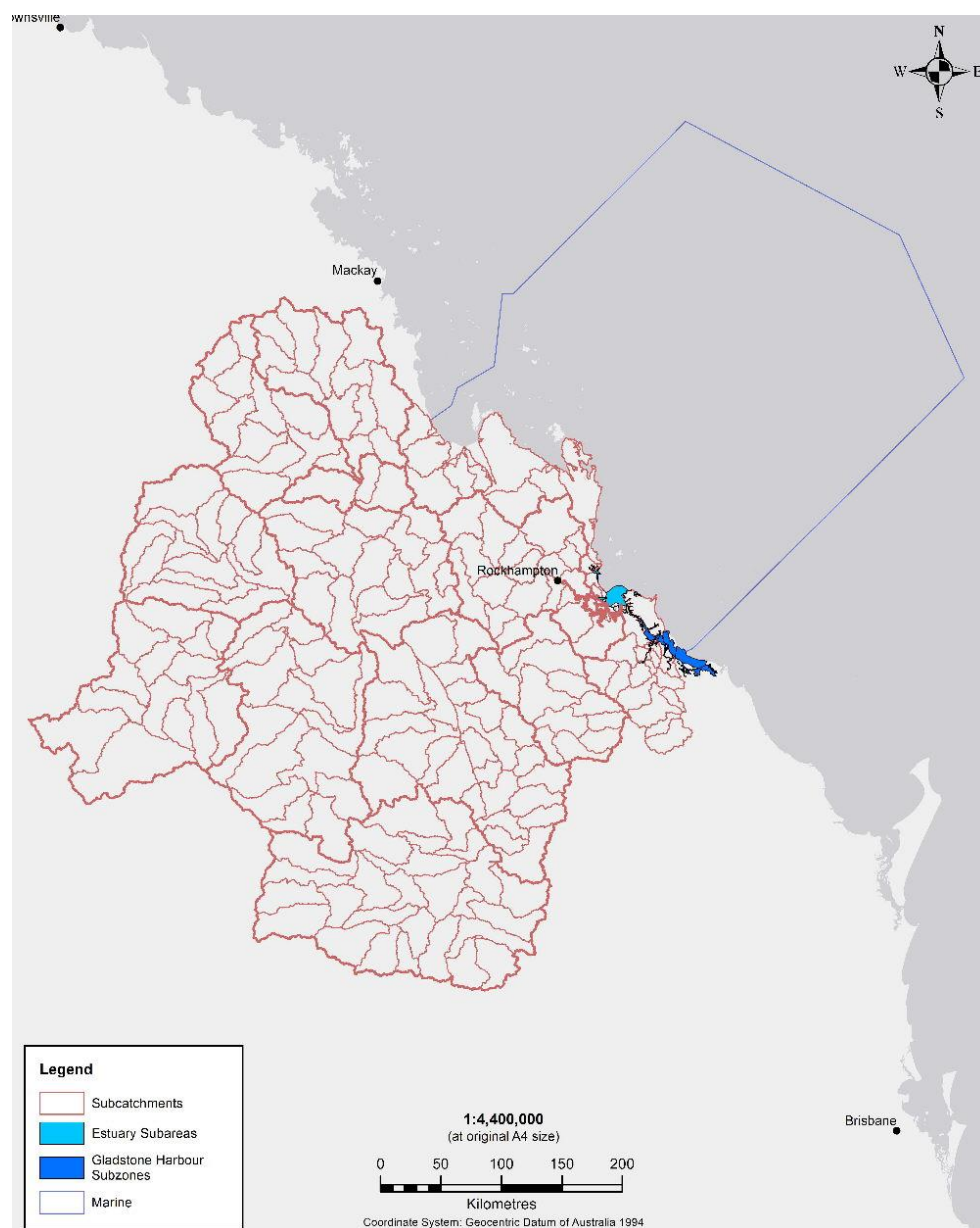 ownsville
N
W E
S
Mackay
Rockhampton
Legend
Subcatchments
Estuary Subareas
Gladstone Harbour
Subzones
Marine
1:4,400,000
(at original A4 size)
0 50 100 150 200
Kilometres
Coordinate System: Geocentric Datum of Australia 1994
Brisbane